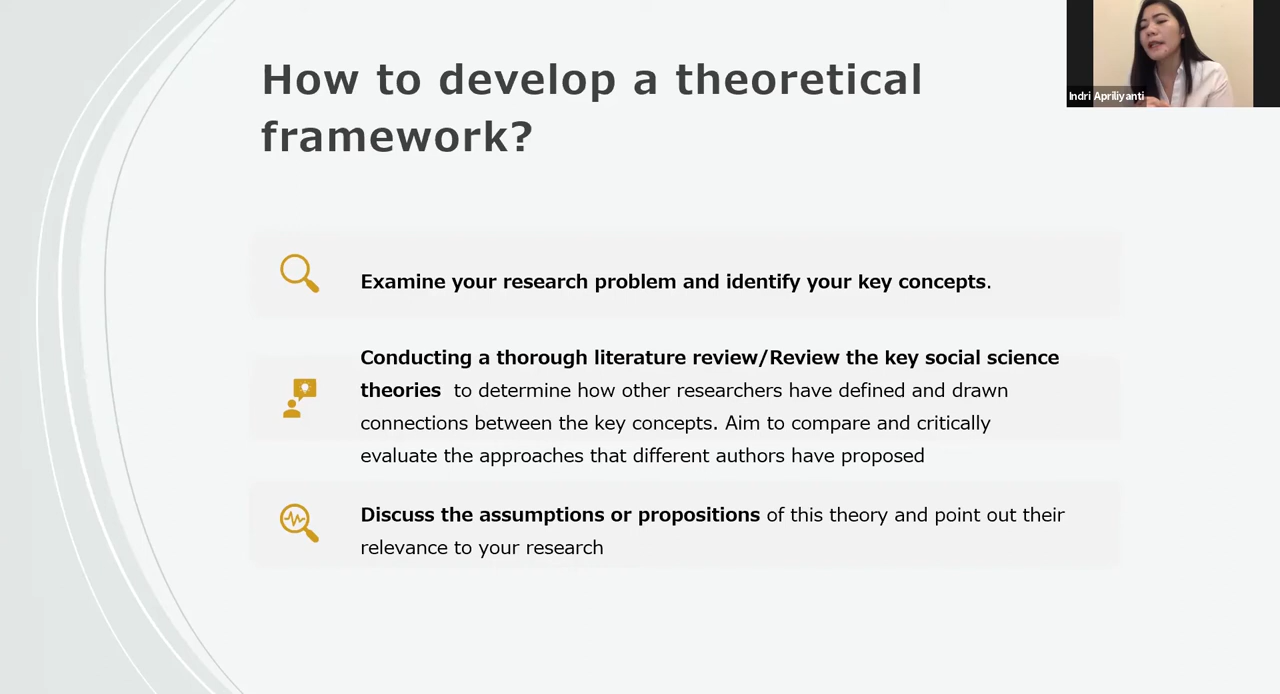 How to develop a theoretical
framework?
Indri Apriliyanti
Examine your research problem and identify your key concepts.
Conducting a thorough literature review/Review the key social science
theories to determine how other researchers have defined and drawn
connections between the key concepts. Aim to compare and critically
evaluate the approaches that different authors have proposed
Discuss the assumptions or propositions of this theory and point out their
relevance to your research